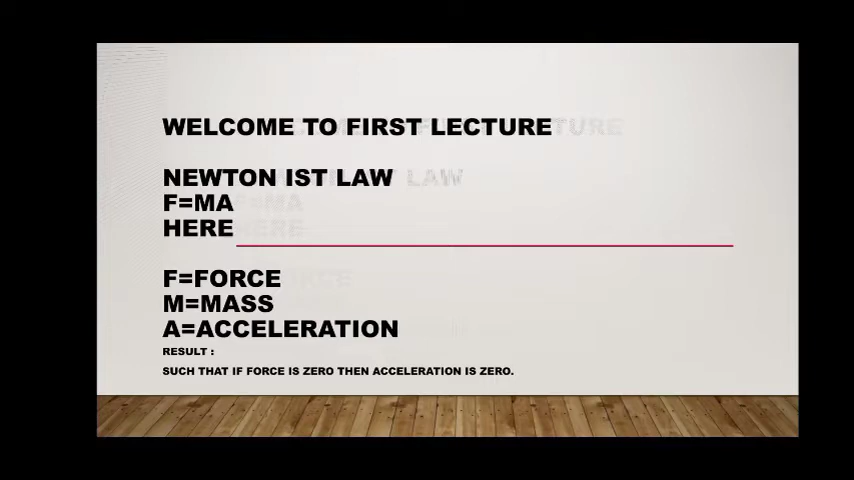 WELCOME TO FIRST LECTURE
NEWTON IST LAW
F=MA
HERE
F=FORCE
M=MASS
A=ACCELERATION
RESULT :
SUCH THAT IF FORCE IS ZERO THEN ACCELERATION IS ZERO.